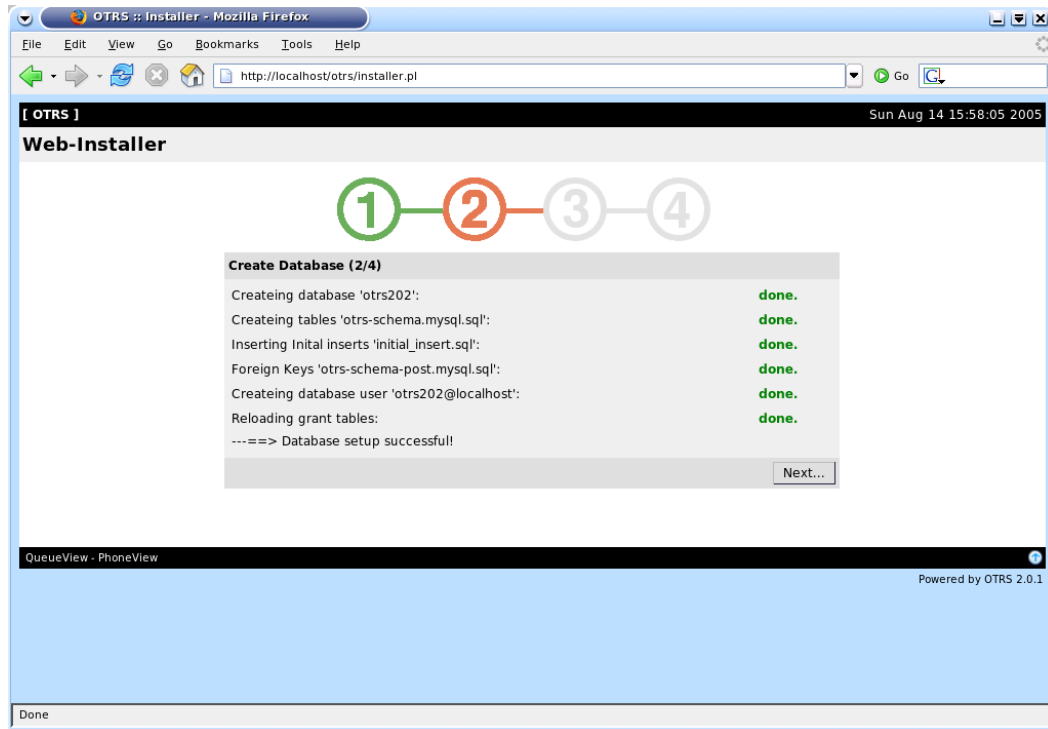 OTRS :: Installer - Mozilla Firefox
File Edit View Go Bookmarks Tools Help
http://localhost/otrs/installer.pl Go G
[ OTRS ] Sun Aug 14 15:58:05 2005
Web-Installer
1 2 3 4
Create Database (2/4)
Createing database 'otrs202': done.
Createing tables 'otrs-schema.mysql.sql': done.
Inserting Inital inserts 'initial_insert.sql': done.
Foreign Keys 'otrs-schema-post.mysql.sql': done.
Createing database user 'otrs202@localhost': done.
Reloading grant tables: done.
---==> Database setup successful!
Next...
QueueView - PhoneView
Powered by OTRS 2.0.1
Done